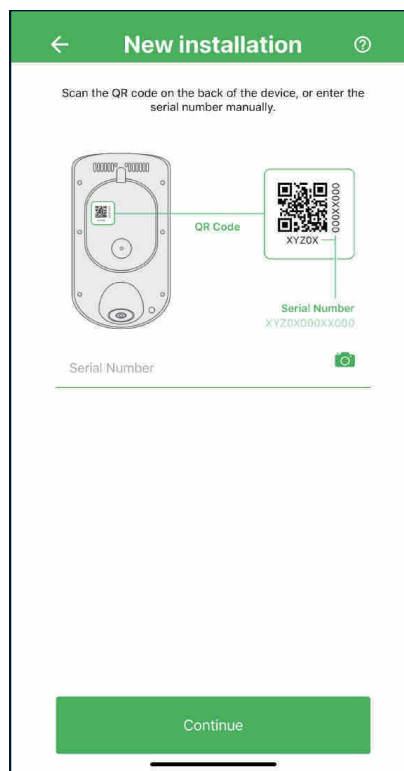 New installation
Scan the QR code on the back of the device, or enter the
serial number manually.
QR Code
XYZ0X
000XX000
Serial Number
XYZ0X000XX000
Serial Number
Continue